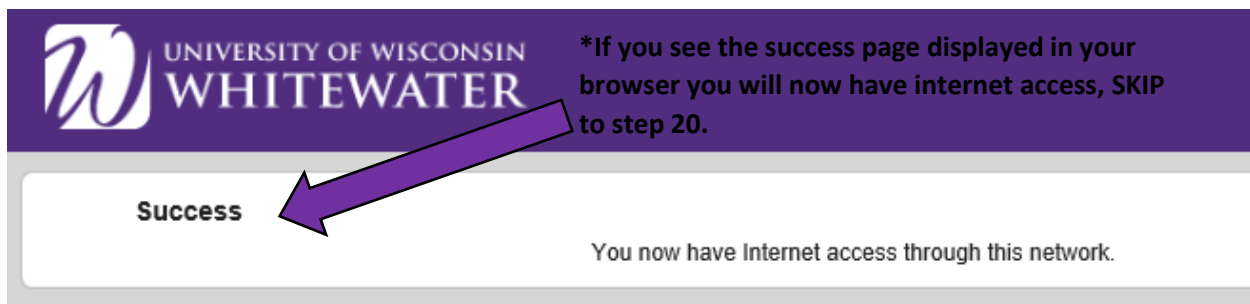 UNIVERSITY OF WISCONSIN
WHITEWATER
*If you see the success page displayed in your
browser you will now have internet access, SKIP
to step 20.
Success
You now have Internet access through this network.